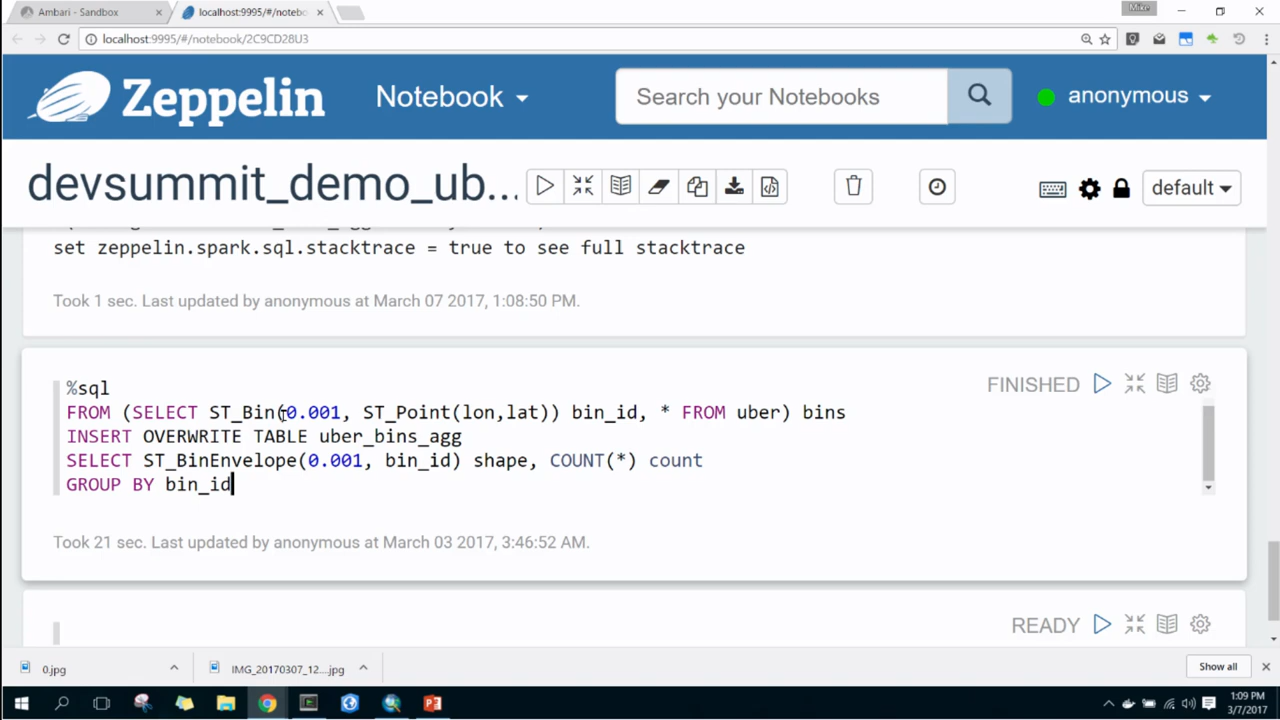 Ambari - Sandbox
localhost:9995/#/notebo
Mike
localhost:9995/#/notebook/2C9CD28U3
Zeppelin
Notebook
Search your Notebooks
anonymous
devsummit_demo_ub...
default
set zeppelin.spark.sql.stacktrace = true to see full stacktrace
Took 1 sec. Last updated by anonymous at March 07 2017, 1:08:50 PM.
%sql
FINISHED
FROM (SELECT ST_Bin(0.001, ST_Point(lon,lat)) bin_id, * FROM uber) bins
INSERT OVERWRITE TABLE uber_bins_agg
SELECT ST_BinEnvelope(0.001, bin_id) shape, COUNT(*) count
GROUP BY bin_id
Took 21 sec. Last updated by anonymous at March 03 2017, 3:46:52 AM.
READY
0.jpg
IMG_20170307_12....jpg
Show all
1:09 PM
3/7/2017